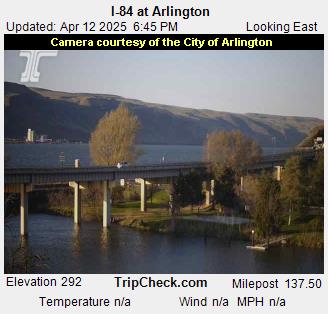 I-84 at Arlington
Updated: Apr 12 2025 6:45 PM Looking East
Camera courtesy of the City of Arlington
Elevation 292 TripCheck.com Milepost 137.50
Temperature n/a Wind n/a MPH n/a